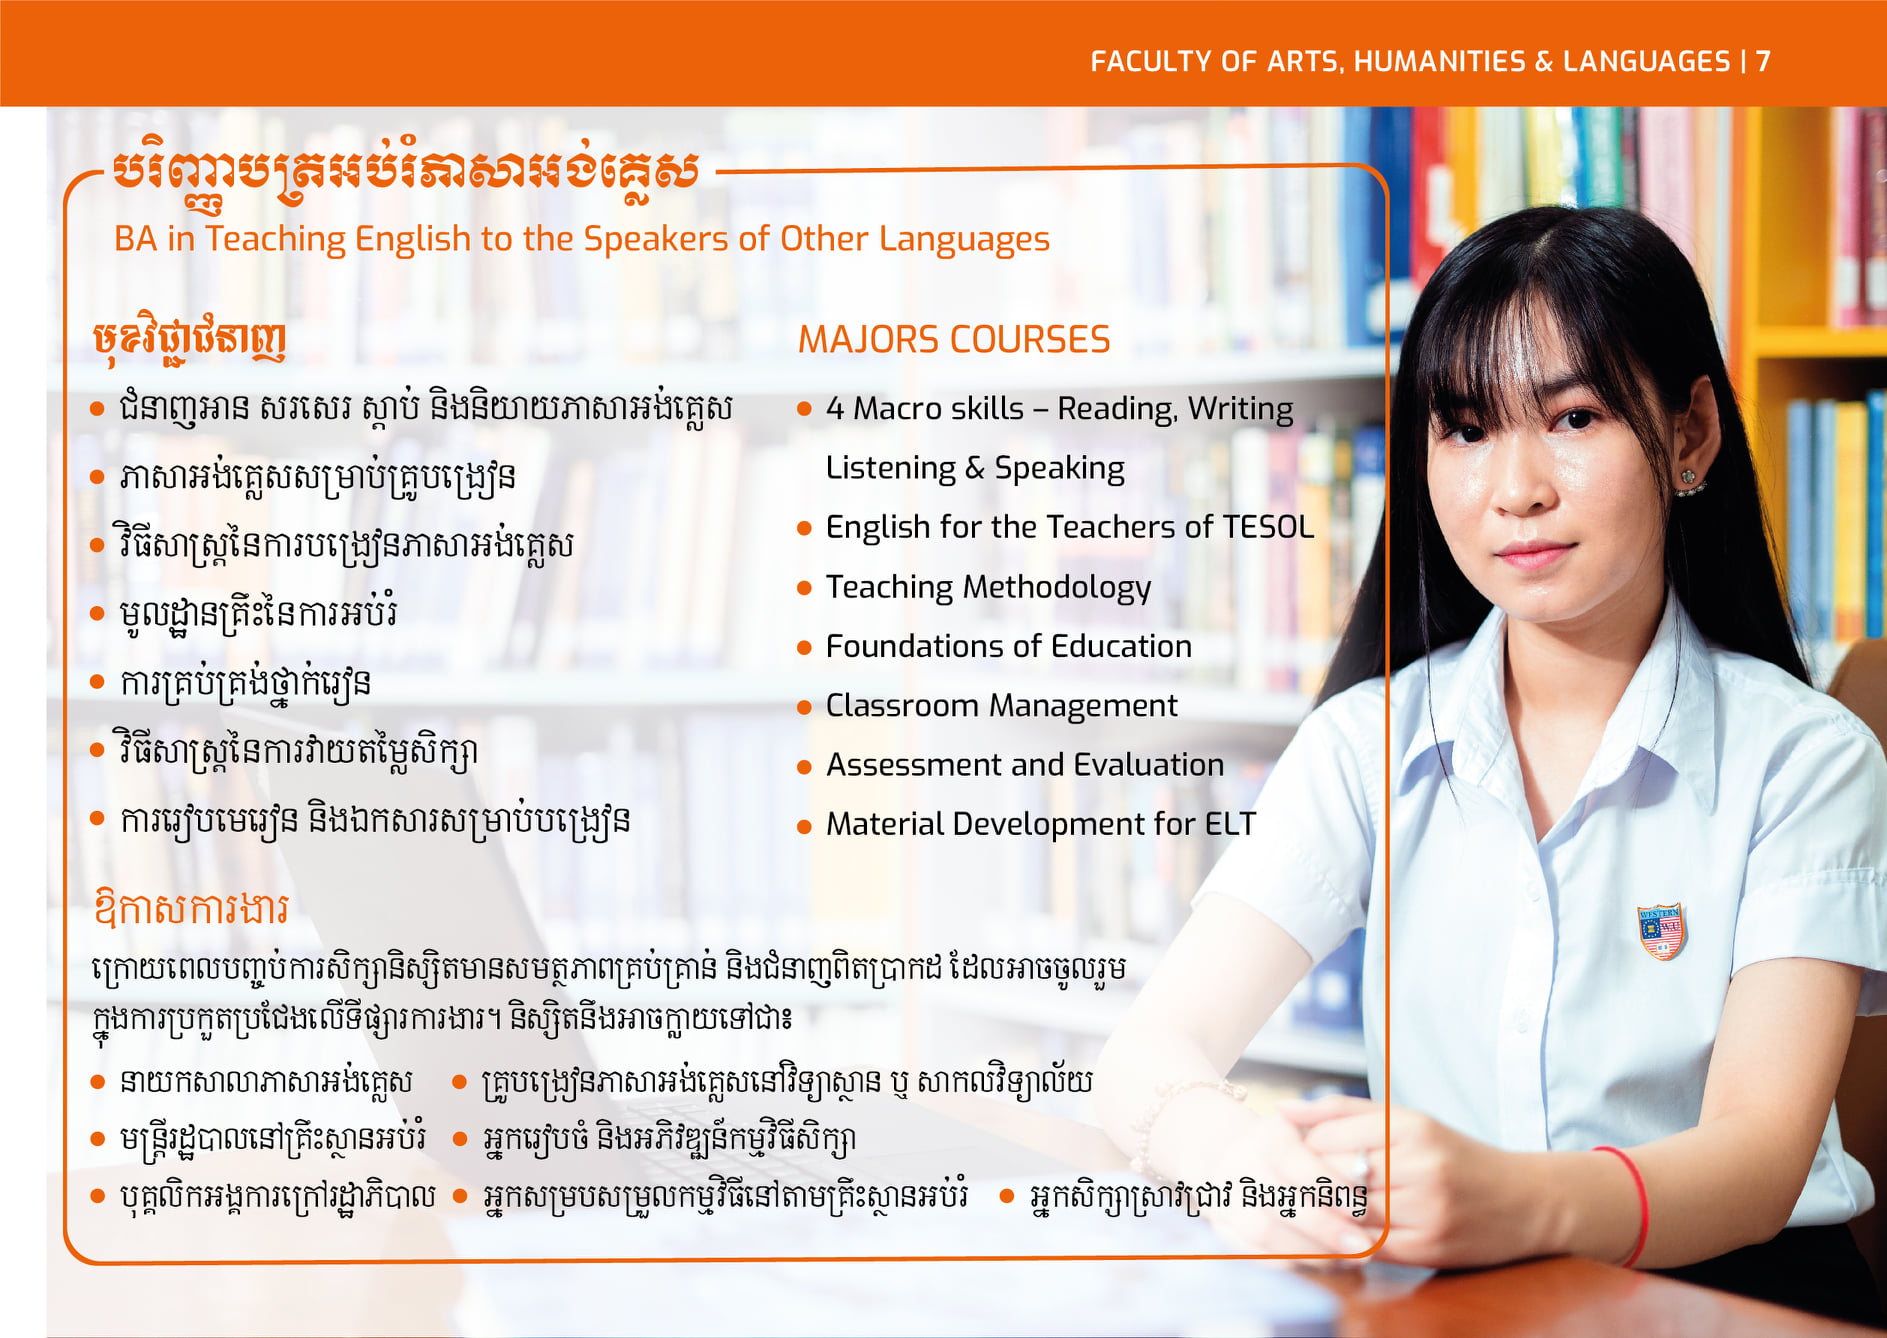 FACULTY OF ARTS, HUMANITIES & LANGUAGES | 7
បរិញ្ញាបត្រអប់រំភាសាអង់គ្លេស
BA in Teaching English to the Speakers of Other Languages
មុខវិជ្ជាជំនាញ
ជំនាញអាន សរសេរ ស្តាប់ និងនិយាយភាសាអង់គ្លេស
ភាសាអង់គ្លេសសម្រាប់គ្រូបង្រៀន
វិធីសាស្ត្រនៃការបង្រៀនភាសាអង់គ្លេស
មូលដ្ឋានគ្រឹះនៃការអប់រំ
ការគ្រប់គ្រង់ថ្នាក់រៀន
វិធីសាស្ត្រនៃការវាយតម្លៃសិក្សា
ការរៀបមេរៀន និងឯកសារសម្រាប់បង្រៀន
MAJORS COURSES
4 Macro skills – Reading, Writing
Listening & Speaking
English for the Teachers of TESOL
Teaching Methodology
Foundations of Education
Classroom Management
Assessment and Evaluation
Material Development for ELT
ឱកាសការងារ
ក្រោយពេលបញ្ចប់ការសិក្សានិស្សិតមានសមត្ថភាពគ្រប់គ្រាន់ និងជំនាញពិតប្រាកដ ដែលអាចចូលរួម
ក្នុងការប្រកួតប្រជែងលើទីផ្សារការងារ។ និស្សិតនឹងអាចក្លាយទៅជា៖
នាយកសាលាភាសាអង់គ្លេស
គ្រូបង្រៀនភាសាអង់គ្លេសនៅវិទ្យាស្ថាន ឬ សាកលវិទ្យាល័យ
មន្ត្រីរដ្ឋបាលនៅគ្រឹះស្ថានអប់រំ
អ្នករៀបចំ និងអភិវឌ្ឍន៍កម្មវិធីសិក្សា
បុគ្គលិកអង្គការក្រៅរដ្ឋាភិបាល
អ្នកសម្របសម្រួលកម្មវិធីនៅតាមគ្រឹះស្ថានអប់រំ
អ្នកសិក្សាស្រាវជ្រាវ និងអ្នកនិពន្ធ
WESTERN
W.U